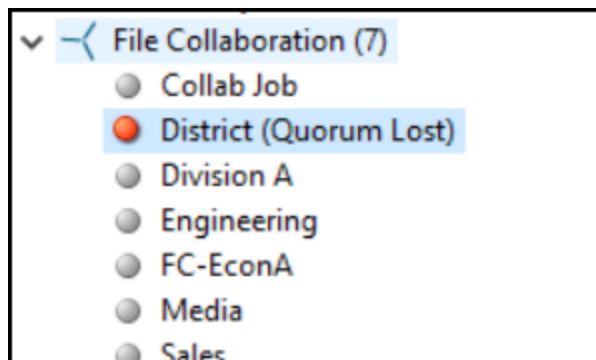 File Collaboration (7)
Collab Job
District (Quorum Lost)
Division A
Engineering
FC-EconA
Media
Sales